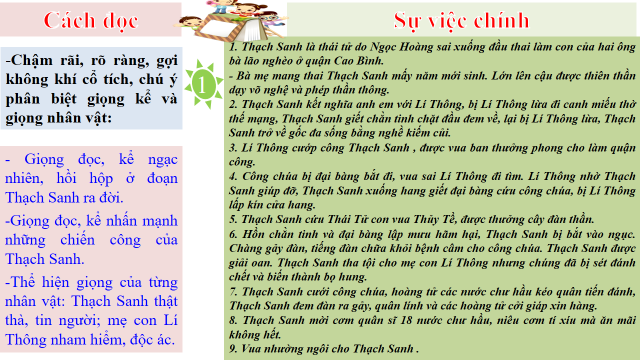 Cách đọc
-Chậm rãi, rõ ràng, gợi
không khí cổ tích, chú ý
phân biệt giọng kể và
giọng nhân vật:
- Giọng đọc, kể ngạc
nhiên, hồi hộp ở đoạn
Thạch Sanh ra đời.
-Giọng đọc, kể nhấn mạnh
những chiến công của
Thạch Sanh.
-Thể hiện giọng của từng
nhân vật: Thạch Sanh thật
thà, tin người; mẹ con Lí
Thông nham hiểm, độc ác.
1
Sự việc chính
1. Thạch Sanh là thái tử do Ngọc Hoàng sai xuống đầu thai làm con của hai ông
bà lão nghèo ở quận Cao Bình.
- Bà mẹ mang thai Thạch Sanh mấy năm mới sinh. Lớn lên cậu được thiên thần
dạy võ nghệ và phép thần thông.
2. Thạch Sanh kết nghĩa anh em với Lí Thông, bị Lí Thông lừa đi canh miếu thờ
thế mạng, Thạch Sanh giết chằn tinh chặt đầu đem về, lại bị Lí Thông lừa, Thạch
Sanh trở về gốc đa sống bằng nghề kiếm củi.
3. Lí Thông cướp công Thạch Sanh , được vua ban thưởng phong cho làm quận
công.
4. Công chúa bị đại bàng bắt đi, vua sai Lí Thông đi tìm. Lí Thông nhờ Thạch
Sanh giúp đỡ, Thạch Sanh xuống hang giết đại bàng cứu công chúa, bị Lí Thông
lấp kín cửa hang.
5. Thạch Sanh cứu Thái Tử con vua Thủy Tề, được thưởng cây đàn thần.
6. Hồn chằn tinh và đại bàng lập mưu hãm hại, Thạch Sanh bị bắt vào ngục.
Chàng gảy đàn, tiếng đàn chữa khỏi bệnh câm cho công chúa. Thạch Sanh được
giải oan. Thạch Sanh tha tội cho mẹ con Lí Thông nhưng chúng đã bị sét đánh
chết và biến thành bọ hung.
7. Thạch Sanh cưới công chúa, hoàng tử các nước chư hầu kéo quân tiến đánh,
Thạch Sanh đem đàn ra gảy, quân lính và các hoàng tử cởi giáp xin hàng.
8. Thạch Sanh mời cơm quân sĩ 18 nước chư hầu, niêu cơm tí xíu mà ăn mãi
không hết.
9. Vua nhường ngôi cho Thạch Sanh .